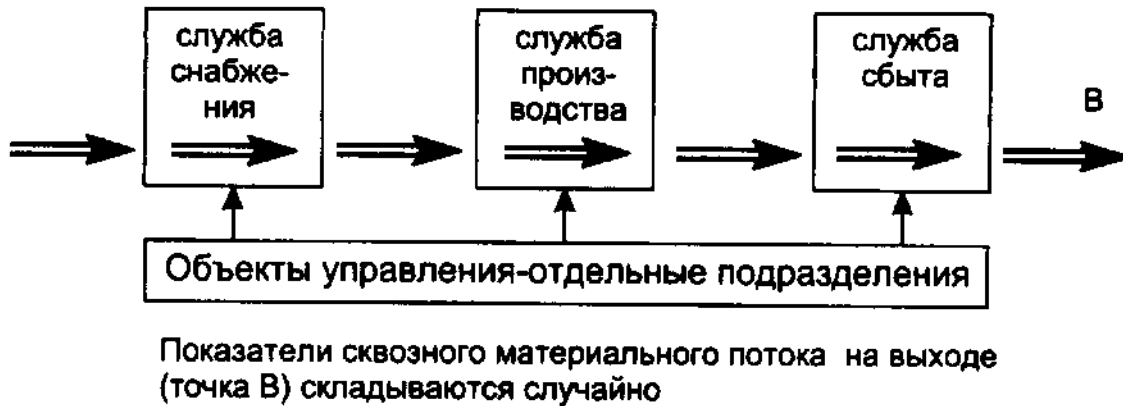 служба
снабже-
ния
служба
произ-
водства
служба
сбыта
В
Объекты управления-отдельные подразделения
Показатели сквозного материального потока на выходе
(точка В) складываются случайно